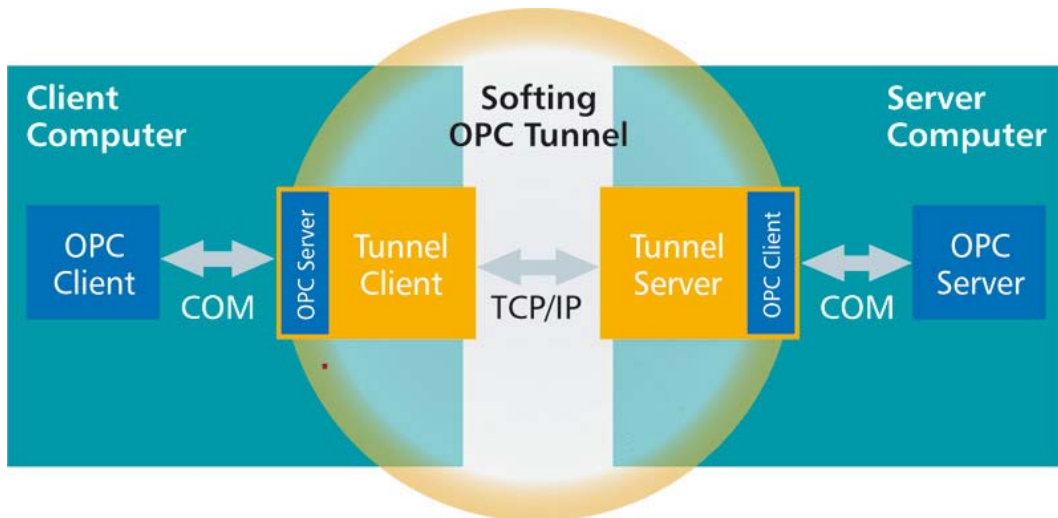 Client
Computer
Softing
OPC Tunnel
Server
Computer
OPC
Client
COM
OPC Server
Tunnel
Client
TCP/IP
Tunnel
Server
OPC Client
COM
OPC
Server